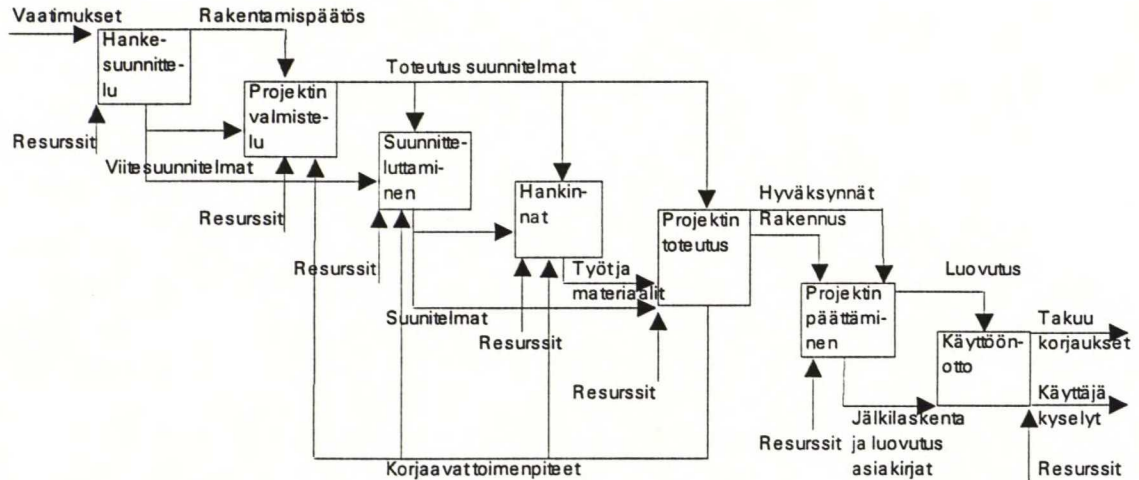 Vaatimukset
Rakentamispäätös
Hanke-
suunnitte-
lu
Toteutus suunnitelmat
Projektin
valmiste-
lu
Resurssit
Viitesuunnitelmat
Suunnitte-
luttami-
nen
Resurssit
Hankin-
nat
Hyväksynnät
Projektin
toteutus
Rakennus
Resurssit
Työt ja
materiaalit
Luovutus
Suunitelmat
Projektin
päättämi-
nen
Resurssit
Takuu
korjaukset
Käyttöön-
otto
Resurssit
Käyttäjä
kyselyt
Jälkilaskenta
ja luovutus
asiakirjat
Resurssit
Korjaavat toimenpiteet
Resurssit